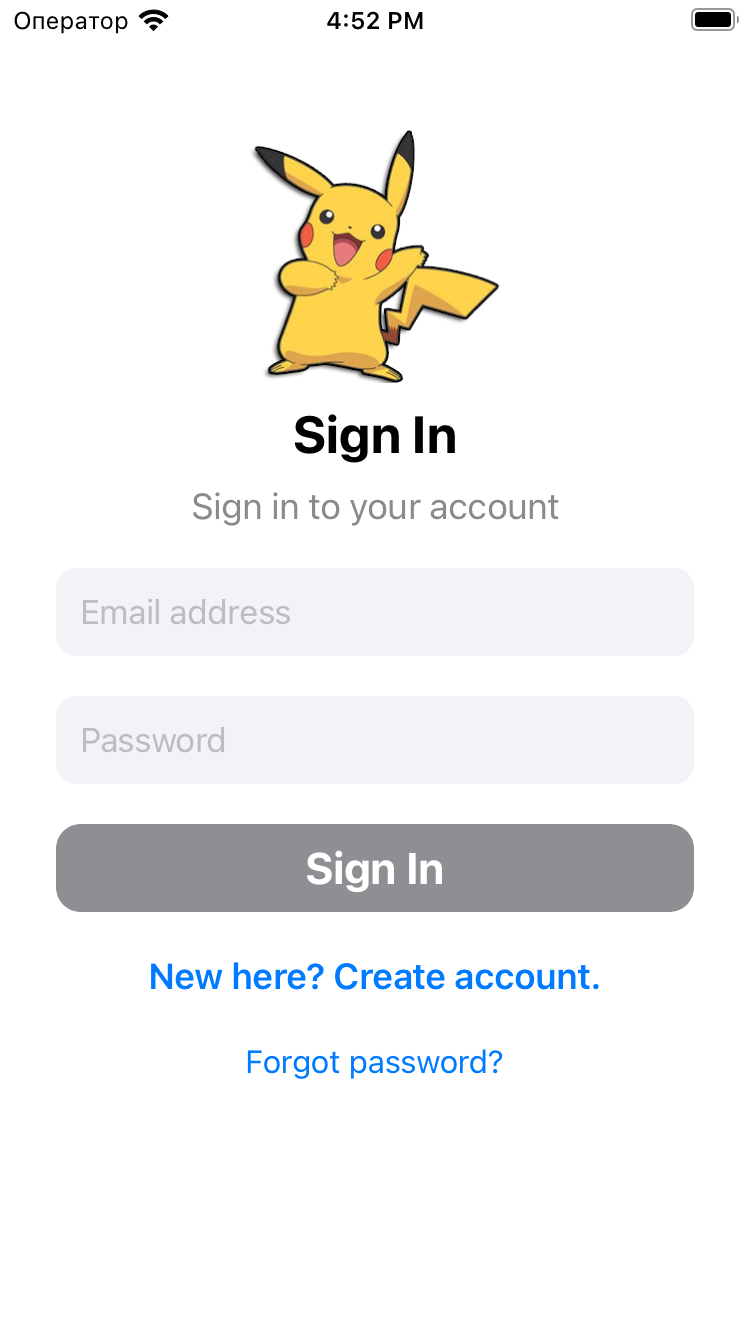 Оператор 4:52 PM
Sign In
Sign in to your account
Email address
Password
Sign In
New here? Create account.
Forgot password?